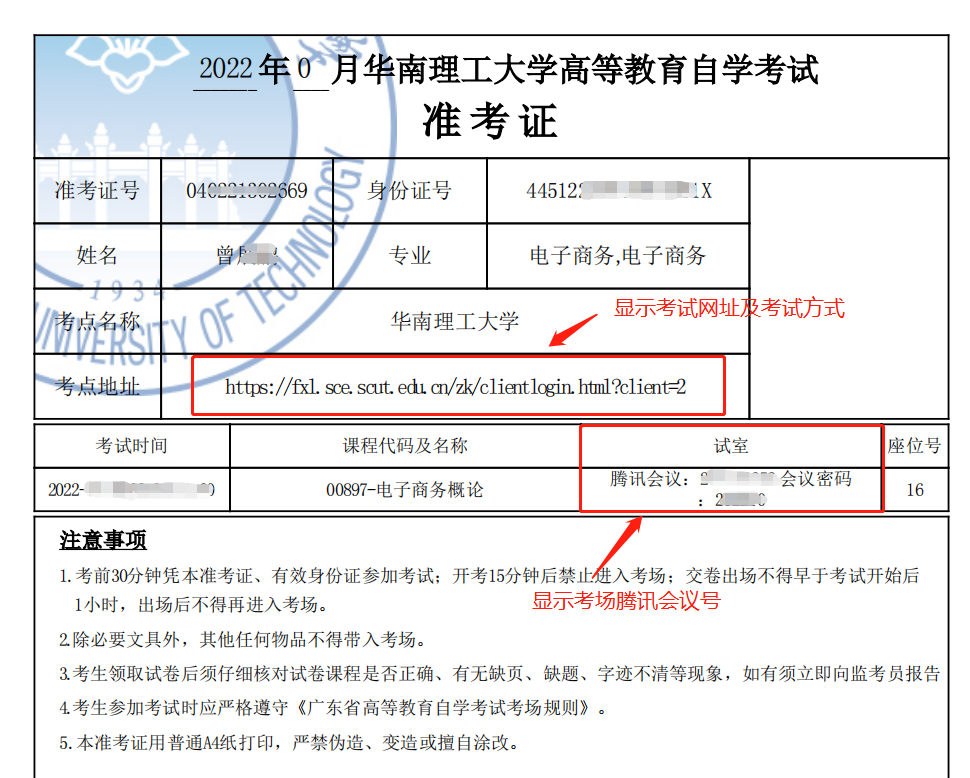 2022年0 月华南理工大学高等教育自学考试
准考证
准考证号 身份证号 445122 1X
姓名 曾 专业 电子商务,电子商务
1934
UNIVERSITY OF TECHNOLOGY
考点名称 华南理工大学
显示考试网址及考试方式
考点地址 https://fxl.sce.scut.edu.cn/zk/clientlogin.html?client=2
考试时间 课程代码及名称 试室 座位号
2022- 00897-电子商务概论 腾讯会议: 会议密码 16
:
注意事项
1.考前30分钟凭本准考证、有效身份证参加考试；开考15分钟后禁止进入考场；交卷出场不得早于考试开始后
1小时，出场后不得再进入考场。
显示考场腾讯会议号
2.除必要文具外，其他任何物品不得带入考场。
3.考生领取试卷后须仔细核对试卷课程是否正确、有无缺页、缺题、字迹不清等现象，如有须立即向监考员报告
4.考生参加考试时应严格遵守《广东省高等教育自学考试考场规则》。
5.本准考证用普通A4纸打印，严禁伪造、变造或擅自涂改。